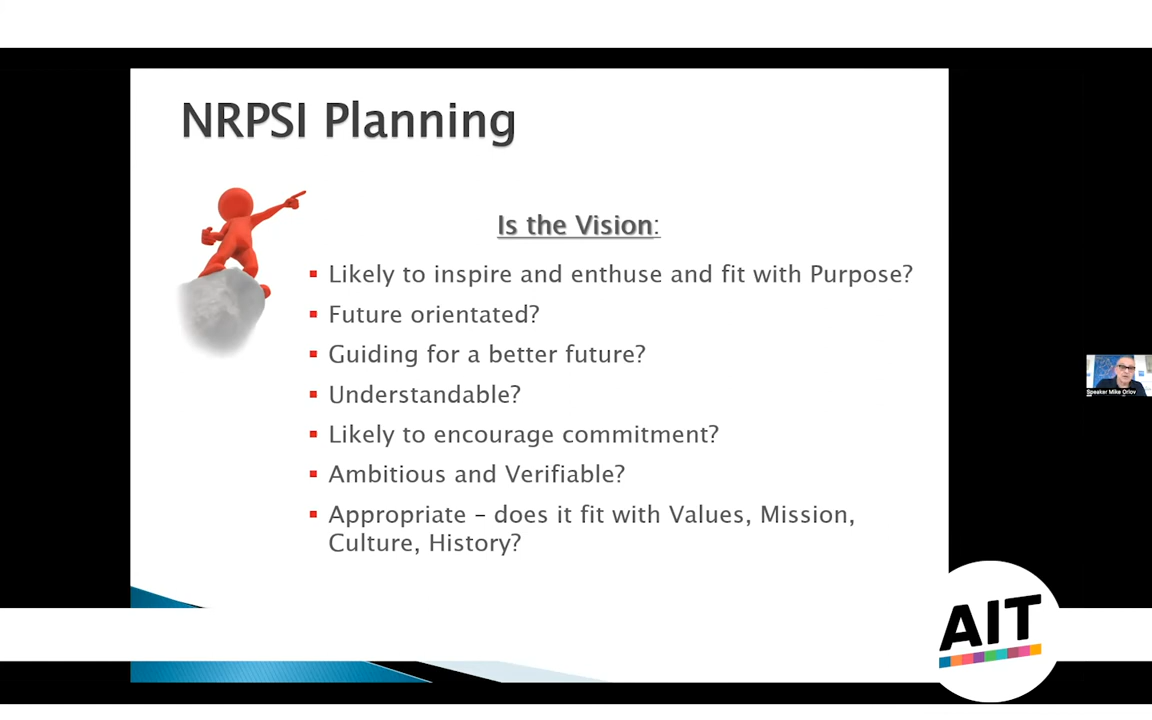 NRPSI Planning
Is the Vision:
Likely to inspire and enthuse and fit with Purpose?
Future orientated?
Guiding for a better future?
Understandable?
Likely to encourage commitment?
Ambitious and Verifiable?
Appropriate – does it fit with Values, Mission,
Culture, History?
Speaker Mike Orlov
AIT